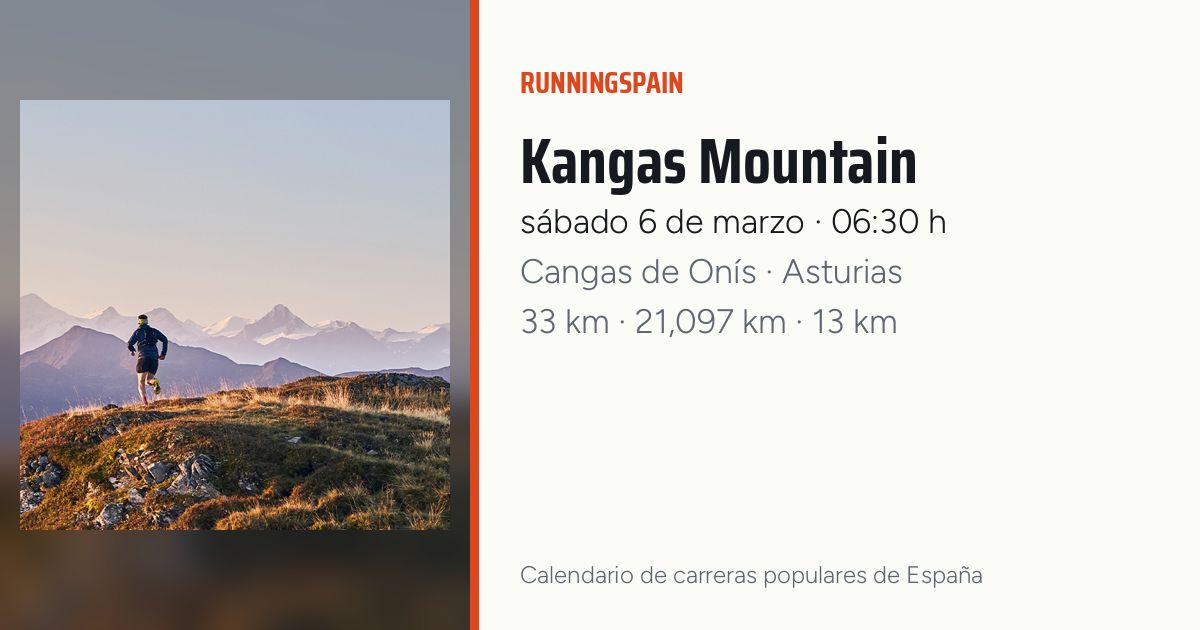 RUNNINGSPAIN
Kangas Mountain
sábado 6 de marzo · 06:30 h
Cangas de Onís · Asturias
33 km · 21,097 km · 13 km
Calendario de carreras populares de España